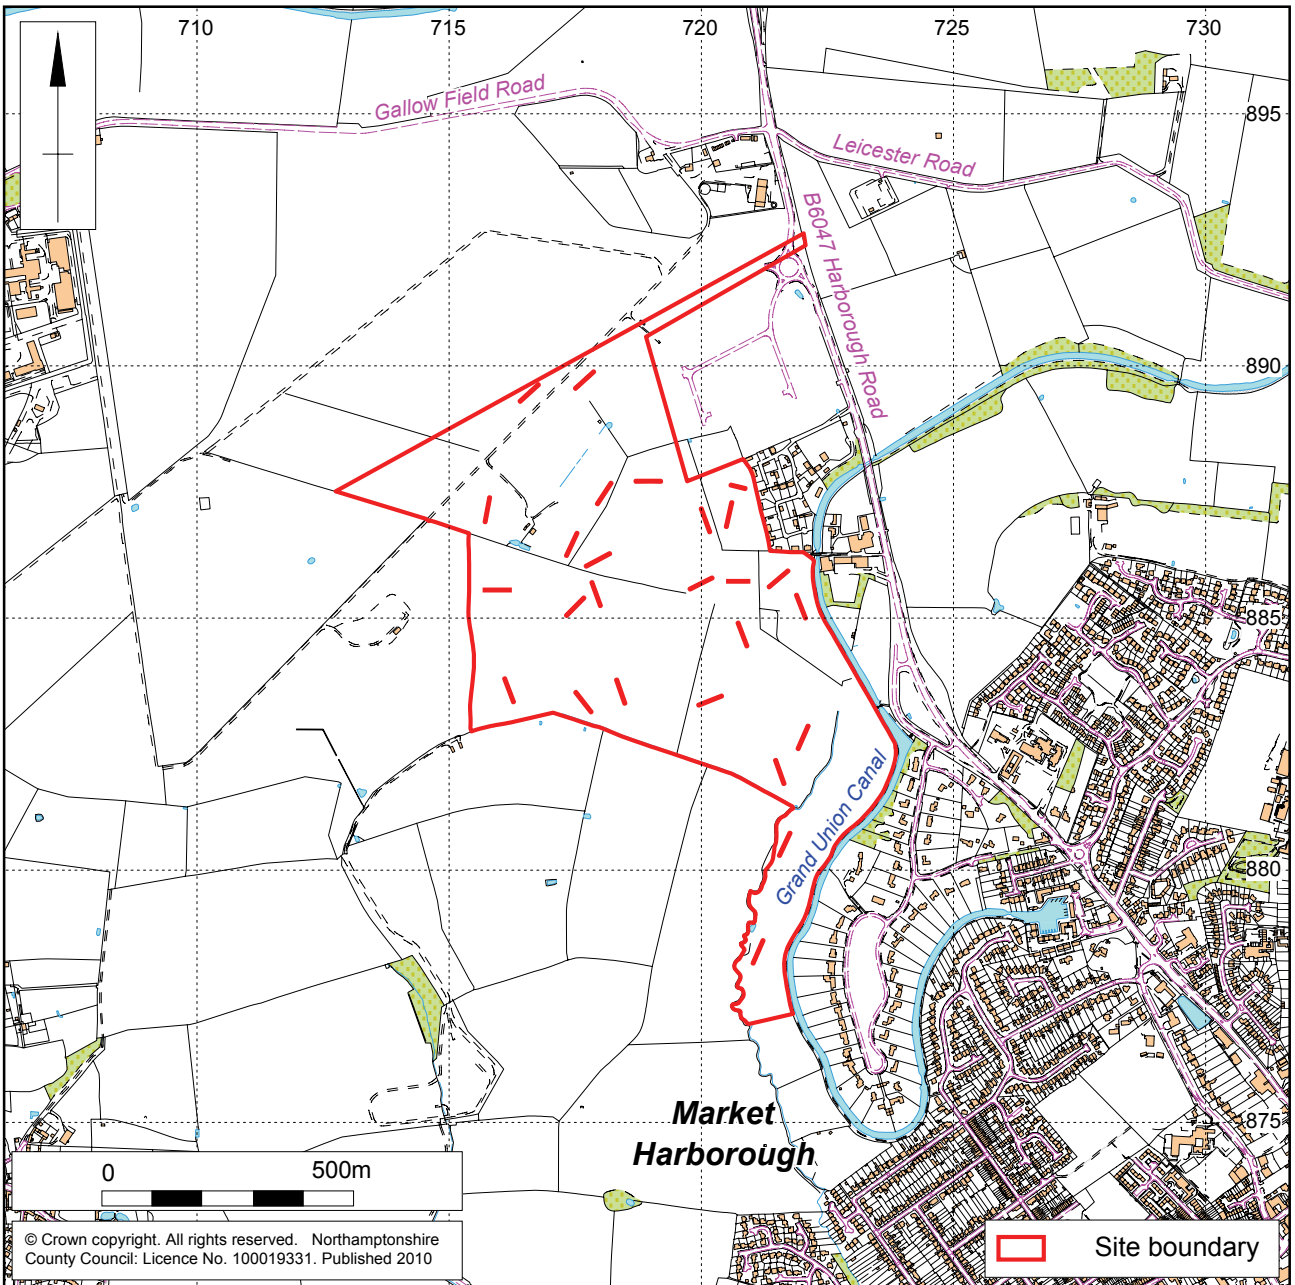 710
715
720
725
730
Gallow Field Road
895
Leicester Road
B6047 Harborough Road
890
885
Grand Union Canal
880
Market
Harborough
875
0
500m
© Crown copyright. All rights reserved. Northamptonshire
County Council: Licence No. 100019331. Published 2010
Site boundary